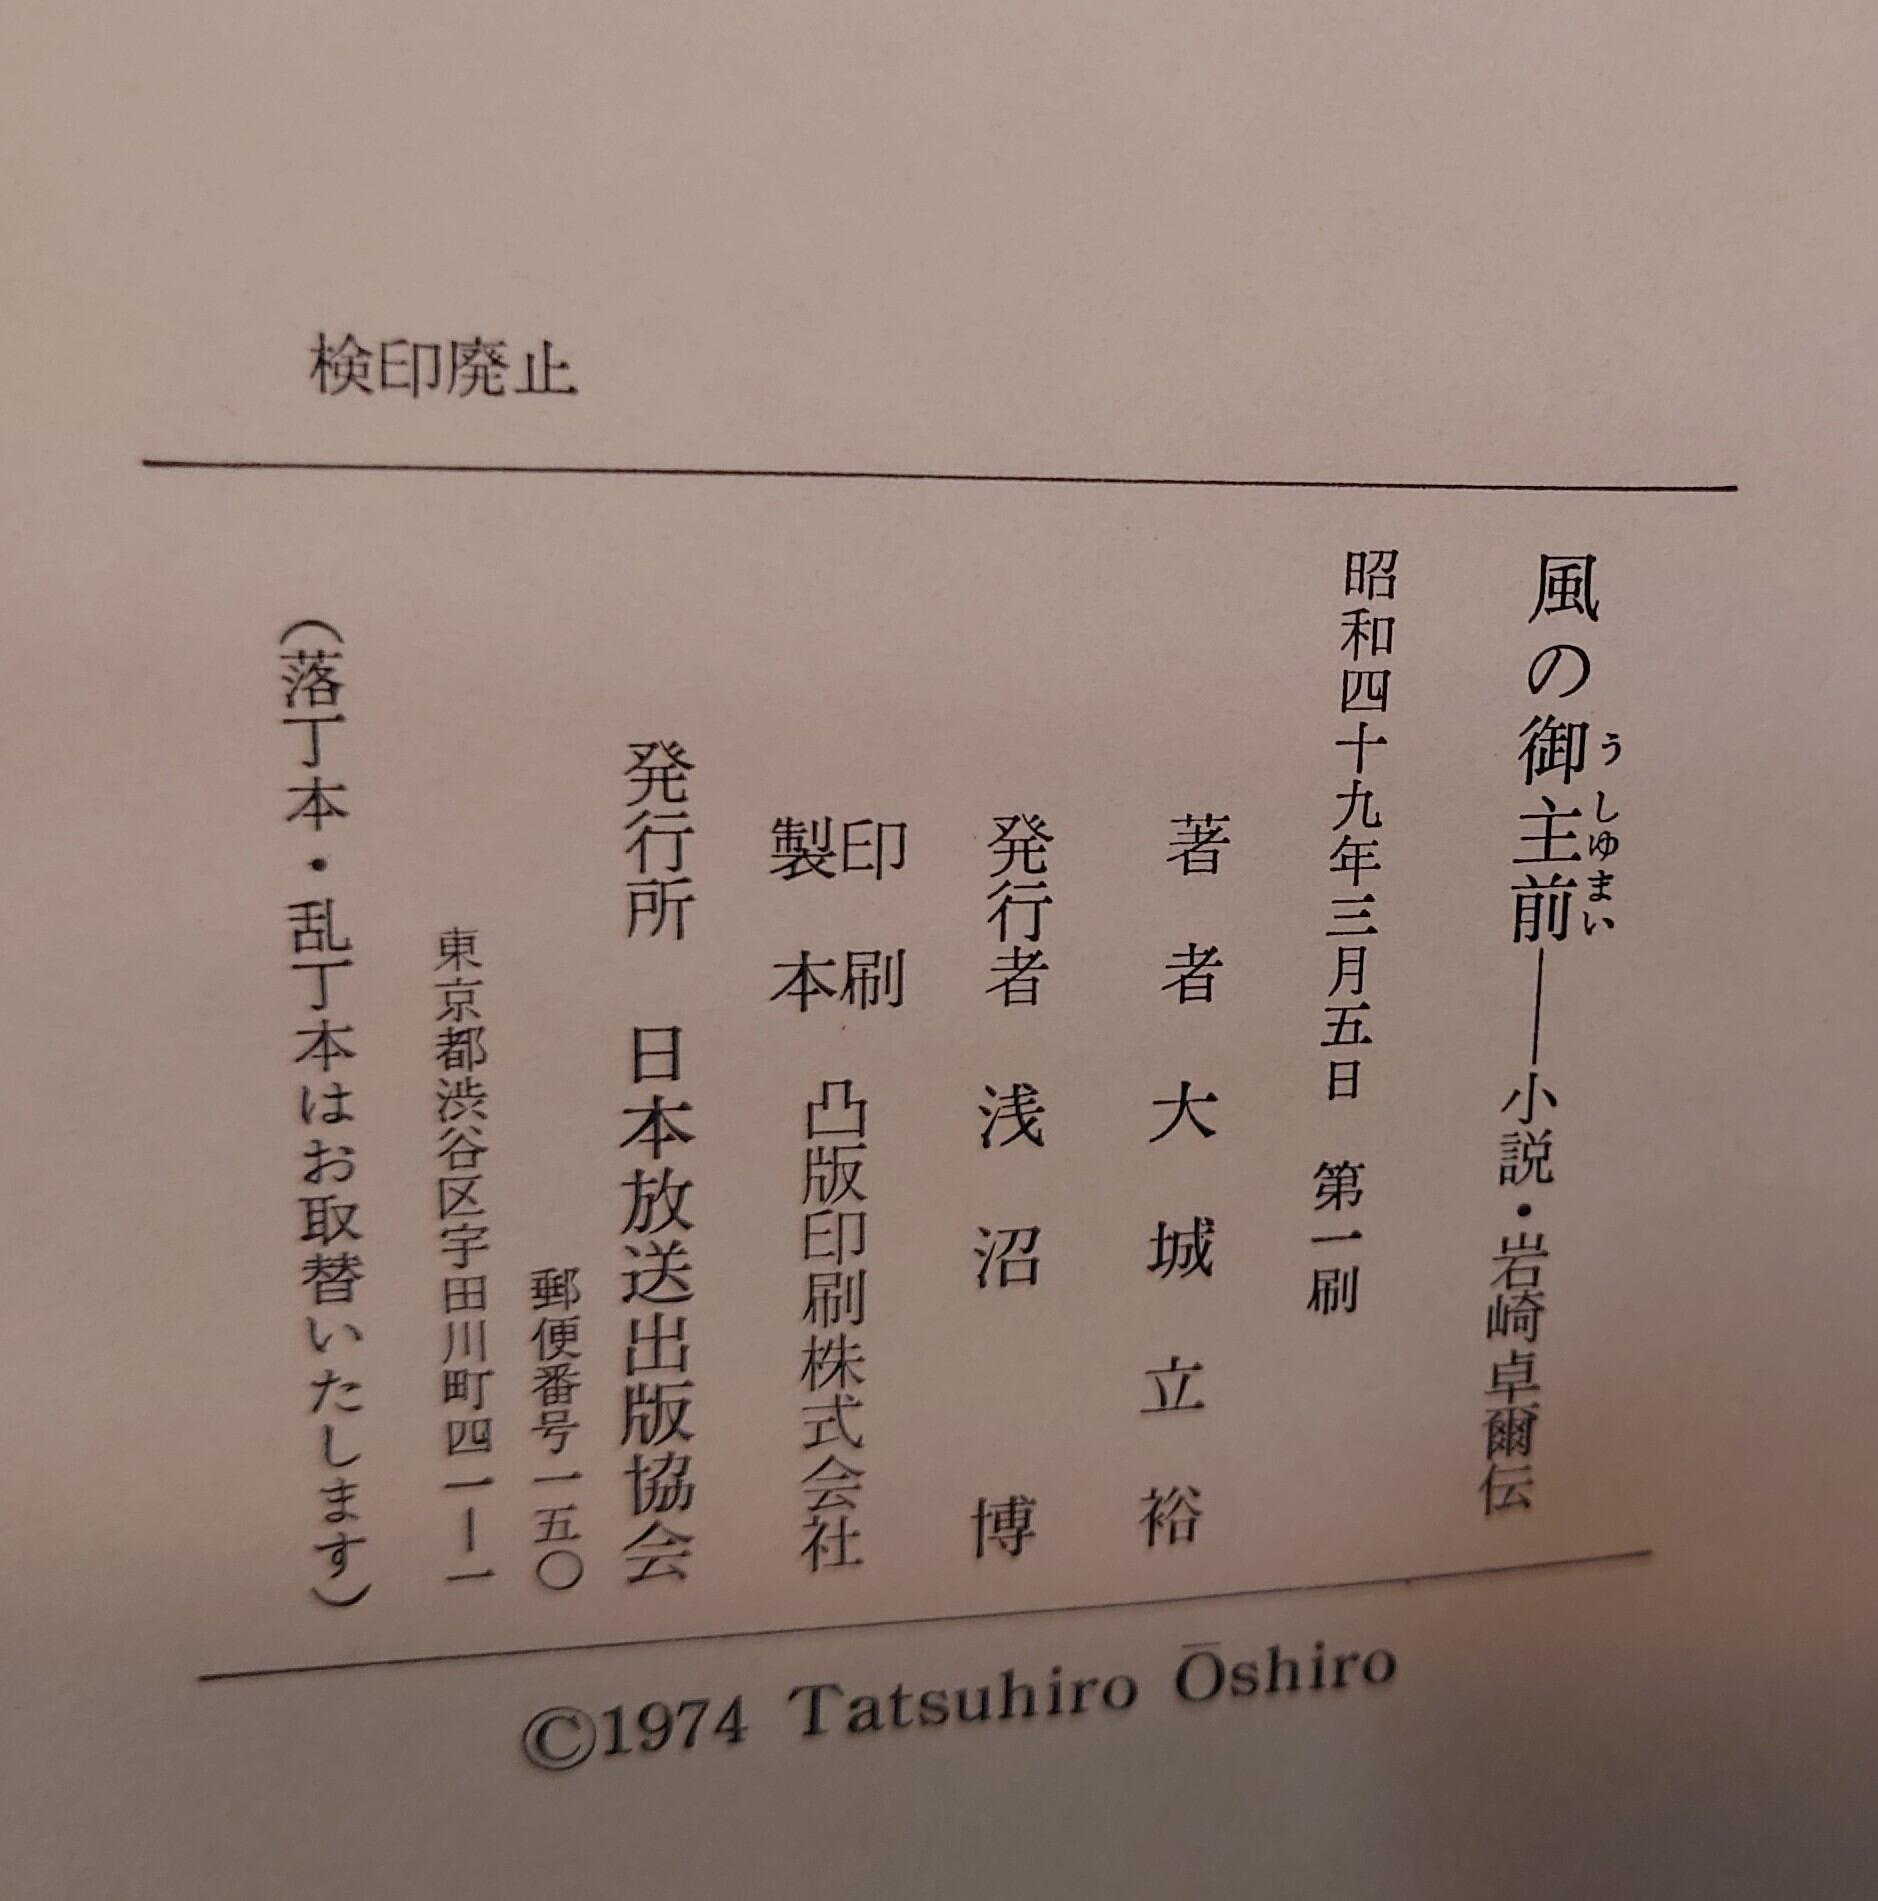 検印廃止
風の御主前――小説・岩崎卓爾伝
うしゅまい
昭和四十九年三月五日 第一刷
著者 大城立裕
発行者 浅沼博
印刷
製本 凸版印刷株式会社
発行所 日本放送出版協会
郵便番号一五〇
東京都渋谷区宇田川町四一―一
（落丁本・乱丁本はお取替いたします）
©1974 Tatsuhiro Ōshiro